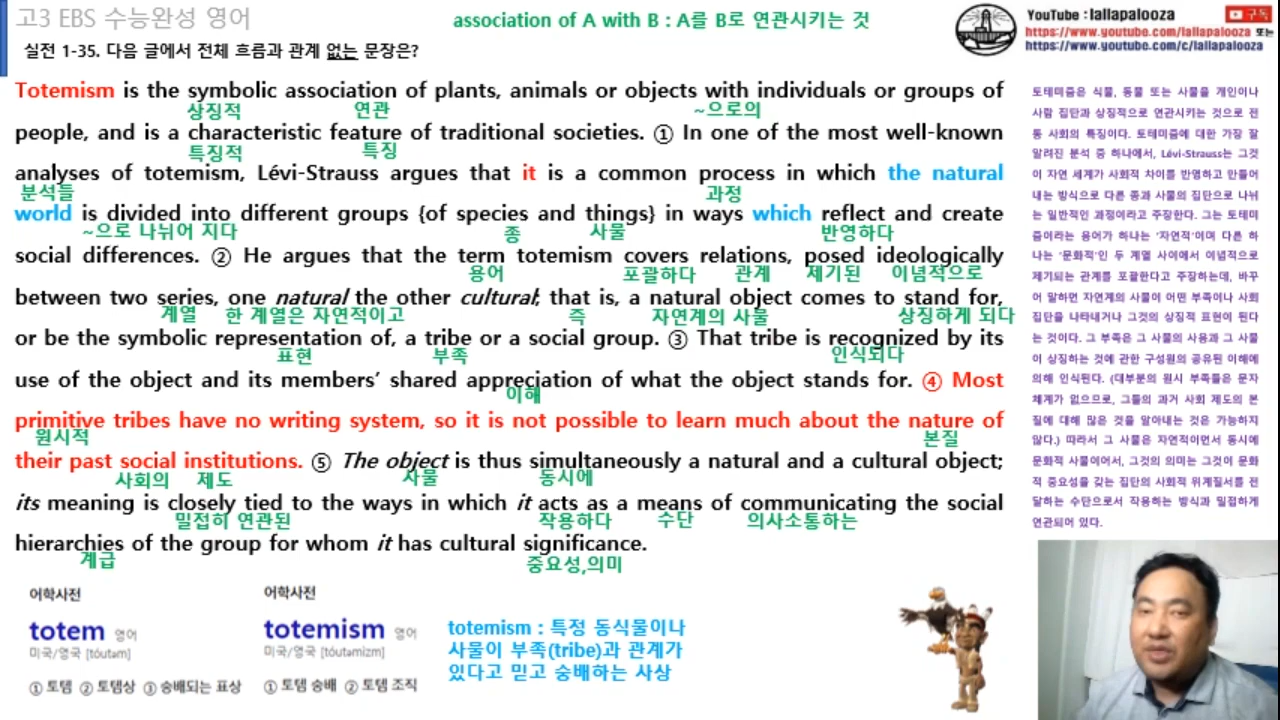 고3 EBS 수능완성 영어
association of A with B : A를 B로 연관시키는 것
YouTube : lallapalooza
구독
https://www.youtube.com/lallapalooza 또는
https://www.youtube.com/c/lallapalooza
실전 1-35. 다음 글에서 전체 흐름과 관계 없는 문장은?
Totemism is the symbolic association of plants, animals or objects with individuals or groups of
상징적 연관 ~으로의
people, and is a characteristic feature of traditional societies. ① In one of the most well-known
특징적 특징
analyses of totemism, Lévi-Strauss argues that it is a common process in which the natural
분석들 과정
world is divided into different groups {of species and things} in ways which reflect and create
~으로 나뉘어 지다 종 사물 반영하다
social differences. ② He argues that the term totemism covers relations, posed ideologically
용어 포괄하다 관계 제기된 이념적으로
between two series, one natural the other cultural; that is, a natural object comes to stand for,
계열 한 계열은 자연적이고 즉 자연계의 사물 상징하게 되다
or be the symbolic representation of, a tribe or a social group. ③ That tribe is recognized by its
표현 부족 인식되다
use of the object and its members’ shared appreciation of what the object stands for. ④ Most
이해
primitive tribes have no writing system, so it is not possible to learn much about the nature of
원시적 본질
their past social institutions. ⑤ The object is thus simultaneously a natural and a cultural object;
사회의 제도 사물 동시에
its meaning is closely tied to the ways in which it acts as a means of communicating the social
밀접히 연관된 작용하다 수단 의사소통하는
hierarchies of the group for whom it has cultural significance.
계급 중요성,의미
토테미즘은 식물, 동물 또는 사물을 개인이나
사람 집단과 상징적으로 연관시키는 것으로 전
통 사회의 특징이다. 토테미즘에 대한 가장 잘
알려진 분석 중 하나에서, Lévi-Strauss는 그것
이 자연 세계가 사회적 차이를 반영하고 만들어
내는 방식으로 다른 종과 사물의 집단으로 나뉘
는 일반적인 과정이라고 주장한다. 그는 토테미
즘이라는 용어가 하나는 ‘자연적’이며 다른 하
나는 ‘문화적’인 두 계열 사이에서 이념적으로
제기되는 관계를 포괄한다고 주장하는데, 바꾸
어 말하면 자연계의 사물이 어떤 부족이나 사회
집단을 나타내거나 그것의 상징적 표현이 된다
는 것이다. 그 부족은 그 사물의 사용과 그 사물
이 상징하는 것에 관한 구성원의 공유된 이해에
의해 인식된다. (대부분의 원시 부족들은 문자
체계가 없으므로, 그들의 과거 사회 제도의 본
질에 대해 많은 것을 알아내는 것은 가능하지
않다.) 따라서 그 사물은 자연적이면서 동시에
문화적 사물이어서, 그것의 의미는 그것이 문화
적 중요성을 갖는 집단의 사회적 위계질서를 전
달하는 수단으로서 작용하는 방식과 밀접하게
연관되어 있다.
어학사전
totem 영어
미국/영국 [tóutəm]
① 토템 ② 토템상 ③ 숭배되는 표상
어학사전
totemism 영어
미국/영국 [tóutəmìzm]
① 토템 숭배 ② 토템 조직
totemism : 특정 동식물이나
사물이 부족(tribe)과 관계가
있다고 믿고 숭배하는 사상